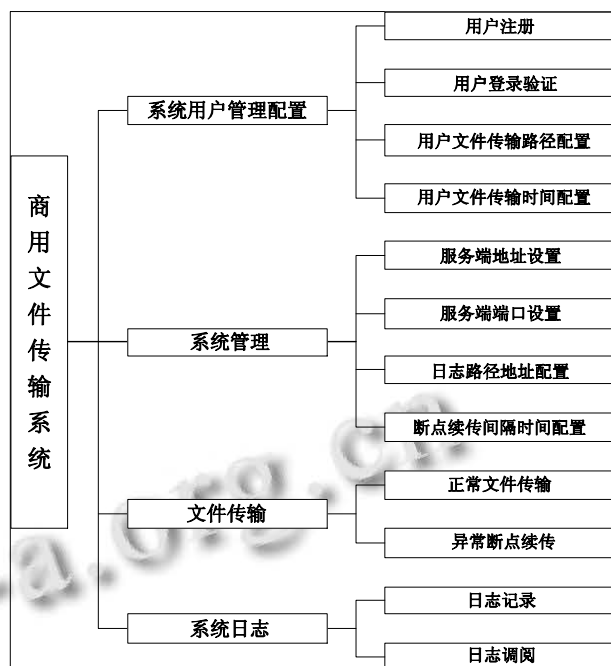 商用文件传输系统
系统用户管理配置
用户注册
用户登录验证
用户文件传输路径配置
用户文件传输时间配置
系统管理
服务端地址设置
服务端端口设置
日志路径地址配置
断点续传间隔时间配置
文件传输
正常文件传输
异常断点续传
系统日志
日志记录
日志调阅
a.org.cn